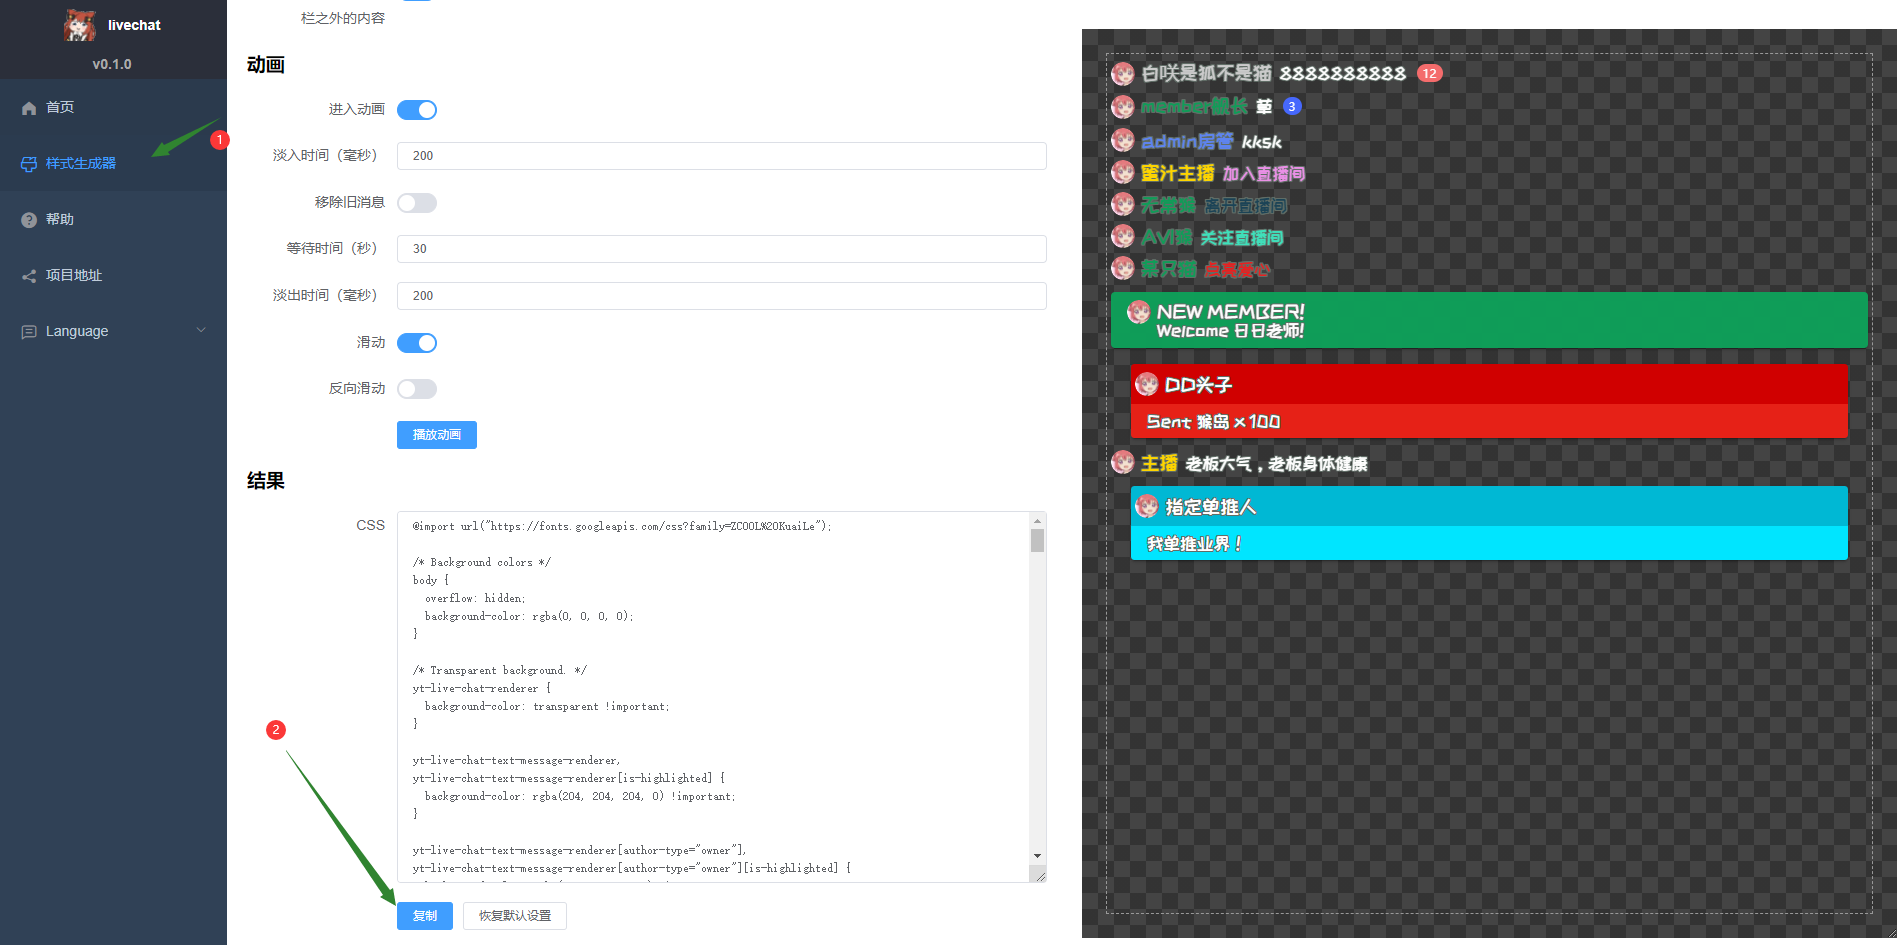 livechat
v0.1.0
首页
样式生成器
1
帮助
项目地址
Language
栏之外的内容
动画
进入动画
淡入时间（毫秒） 200
移除旧消息
等待时间（秒） 30
淡出时间（毫秒） 200
滑动
反向滑动
播放动画
结果
CSS
@import url("https://fonts.googleapis.com/css?family=ZCOOL%20KuaiLe");
/* Background colors */
body {
overflow: hidden;
background-color: rgba(0, 0, 0, 0);
}
/* Transparent background. */
yt-live-chat-renderer {
background-color: transparent !important;
}
yt-live-chat-text-message-renderer,
yt-live-chat-text-message-renderer[is-highlighted] {
background-color: rgba(204, 204, 204, 0) !important;
}
yt-live-chat-text-message-renderer[author-type="owner"],
yt-live-chat-text-message-renderer[author-type="owner"][is-highlighted] {
2
复制 恢复默认设置
白咲是狐不是猫 8888888888 12
member舰长 草 3
admin房管 kksk
蜜汁主播 加入直播间
离开直播间
关注直播间
某只猫 点亮爱心
NEW MEMBER!
Welcome 日日老师!
DD头子
Sent 猴岛 x 100
主播 老板大气，老板身体健康
指定单推人
我单推业界！